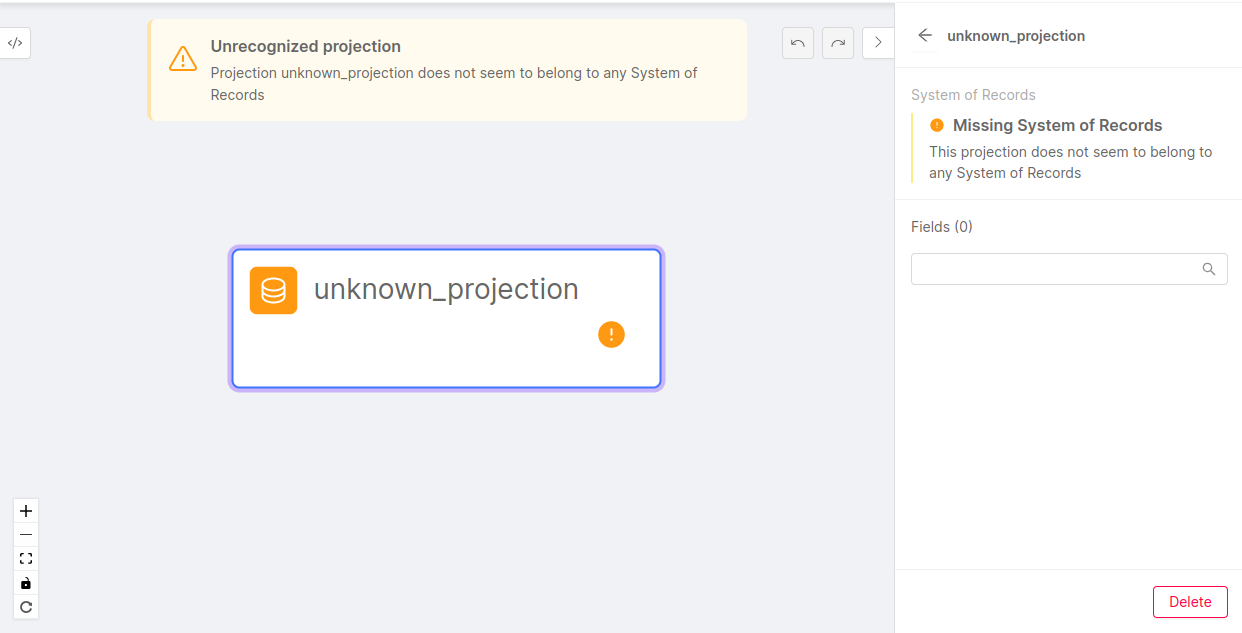 </>
Unrecognized projection
Projection unknown_projection does not seem to belong to any System of
Records
unknown_projection
unknown_projection
System of Records
Missing System of Records
This projection does not seem to belong to
any System of Records
Fields (0)
Delete